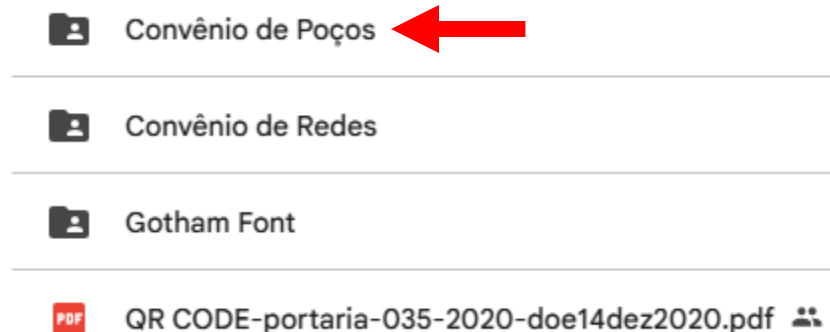 Convênio de Poços
Convênio de Redes
Gotham Font
PDF QR CODE-portaria-035-2020-doe14dez2020.pdf